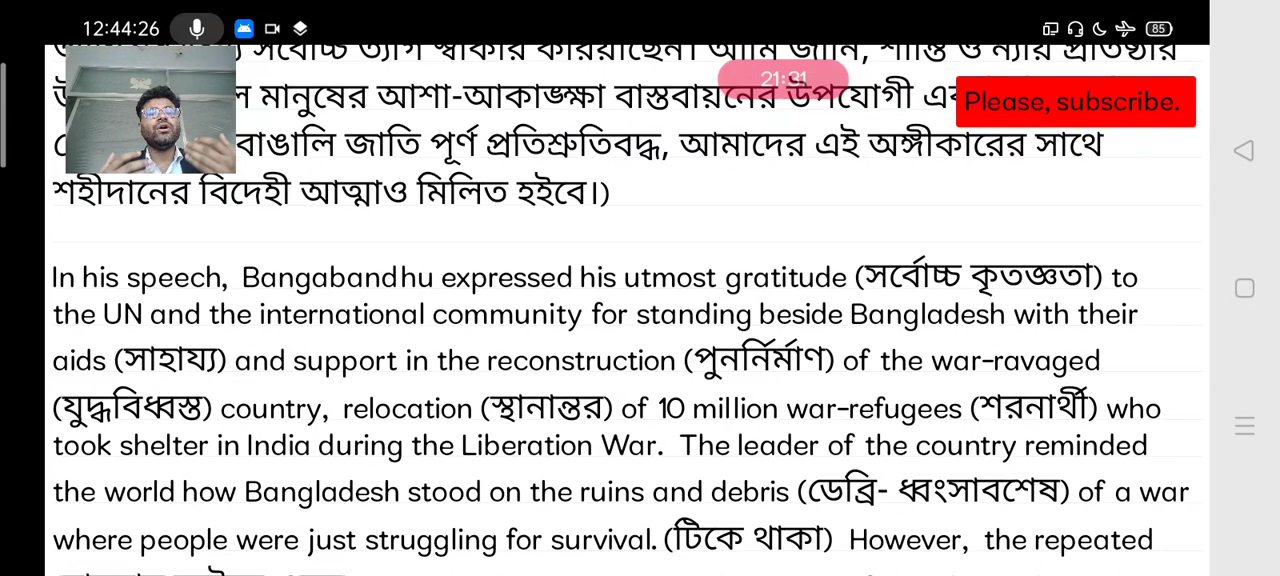 12:44:26 85
সর্বোচ্চ ত্যাগ স্বীকার করিয়াছেন। আমি জানি, শান্তি ও ন্যায় প্রতিষ্ঠার
21:31
মানুষের আশা-আকাঙ্ক্ষা বাস্তবায়নের উপযোগী
Please, subscribe.
বাঙালি জাতি পূর্ণ প্রতিশ্রুতিবদ্ধ, আমাদের এই অঙ্গীকারের সাথে
শহীদানের বিদেহী আত্মাও মিলিত হইবে।)
In his speech, Bangabandhu expressed his utmost gratitude (সর্বোচ্চ কৃতজ্ঞতা) to
the UN and the international community for standing beside Bangladesh with their
aids (সাহায্য) and support in the reconstruction (পুনর্নির্মাণ) of the war-ravaged
(যুদ্ধবিধ্বস্ত) country, relocation (স্থানান্তর) of 10 million war-refugees (শরনার্থী) who
took shelter in India during the Liberation War. The leader of the country reminded
the world how Bangladesh stood on the ruins and debris (ডেব্রি- ধ্বংসাবশেষ) of a war
where people were just struggling for survival. (টিকে থাকা) However, the repeated